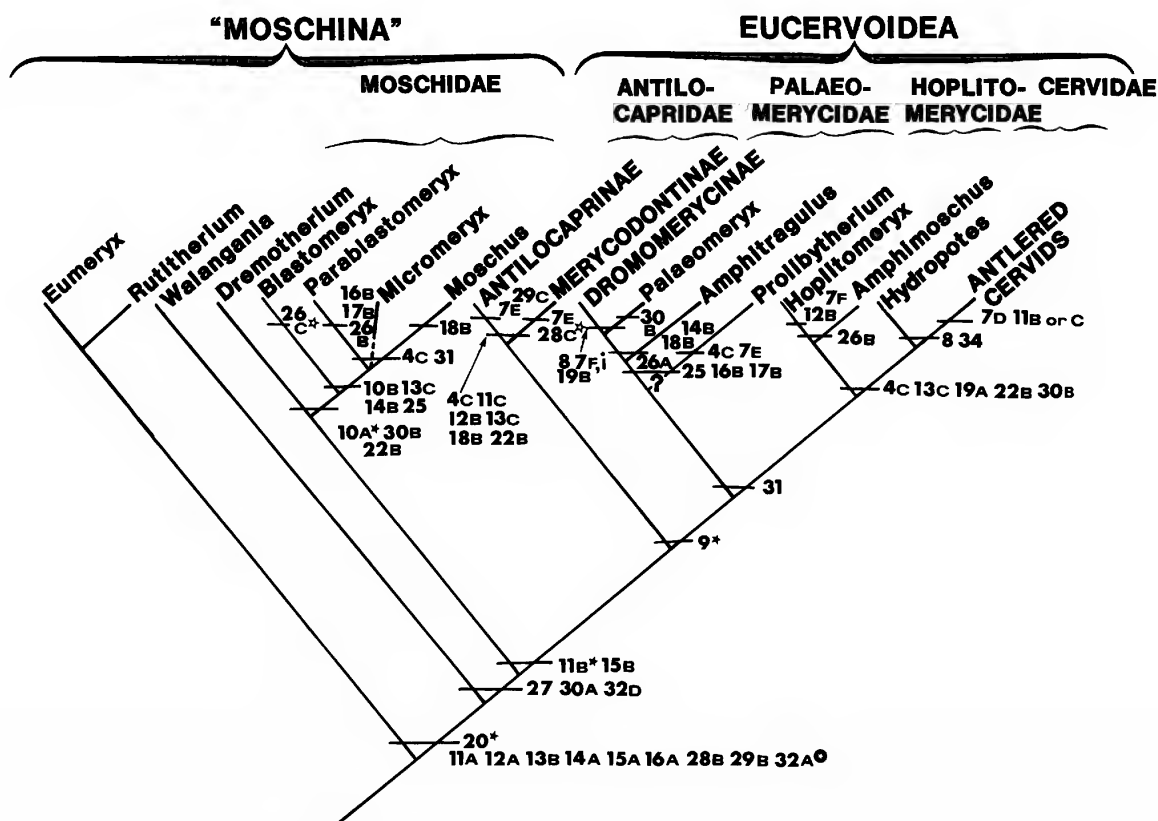 "MOSCHINA" EUCERVOIDEA
MOSCHIDAE
ANTILO-
CAPRIDAE
PALAEO-
MERYCIDAE
HOPLITO-
MERYCIDAE
CERVIDAE
Eumeryx
Rutitherium
Walangania
Dremotherium
Blastomeryx
Parablastomeryx
Micromeryx
Moschus
ANTILOCAPRINAE
MERYCODONTINAE
DROMOMERYCINAE
Palaeomeryx
Amphitragulus
Prolibytherium
Hoplitomeryx
Amphimoschus
Hydropotes
ANTLERED
CERVIDS
26
C☆
16B
17B
26
B
18B
4C 31
10B 13C
14B 25
10A* 30B
22B
7E
29C
7E
28C☆
4C 11C
12B 13C
18B 22B
8 7F,i
19B
30
B
14B
18B
26A
4C 7E
25 16B 17B
?
7F
12B
26B
7D 11B or C
8 34
4C 13C 19A 22B 30B
31
9*
11B* 15B
27 30A 32D
20*
11A 12A 13B 14A 15A 16A 28B 29B 32A✪